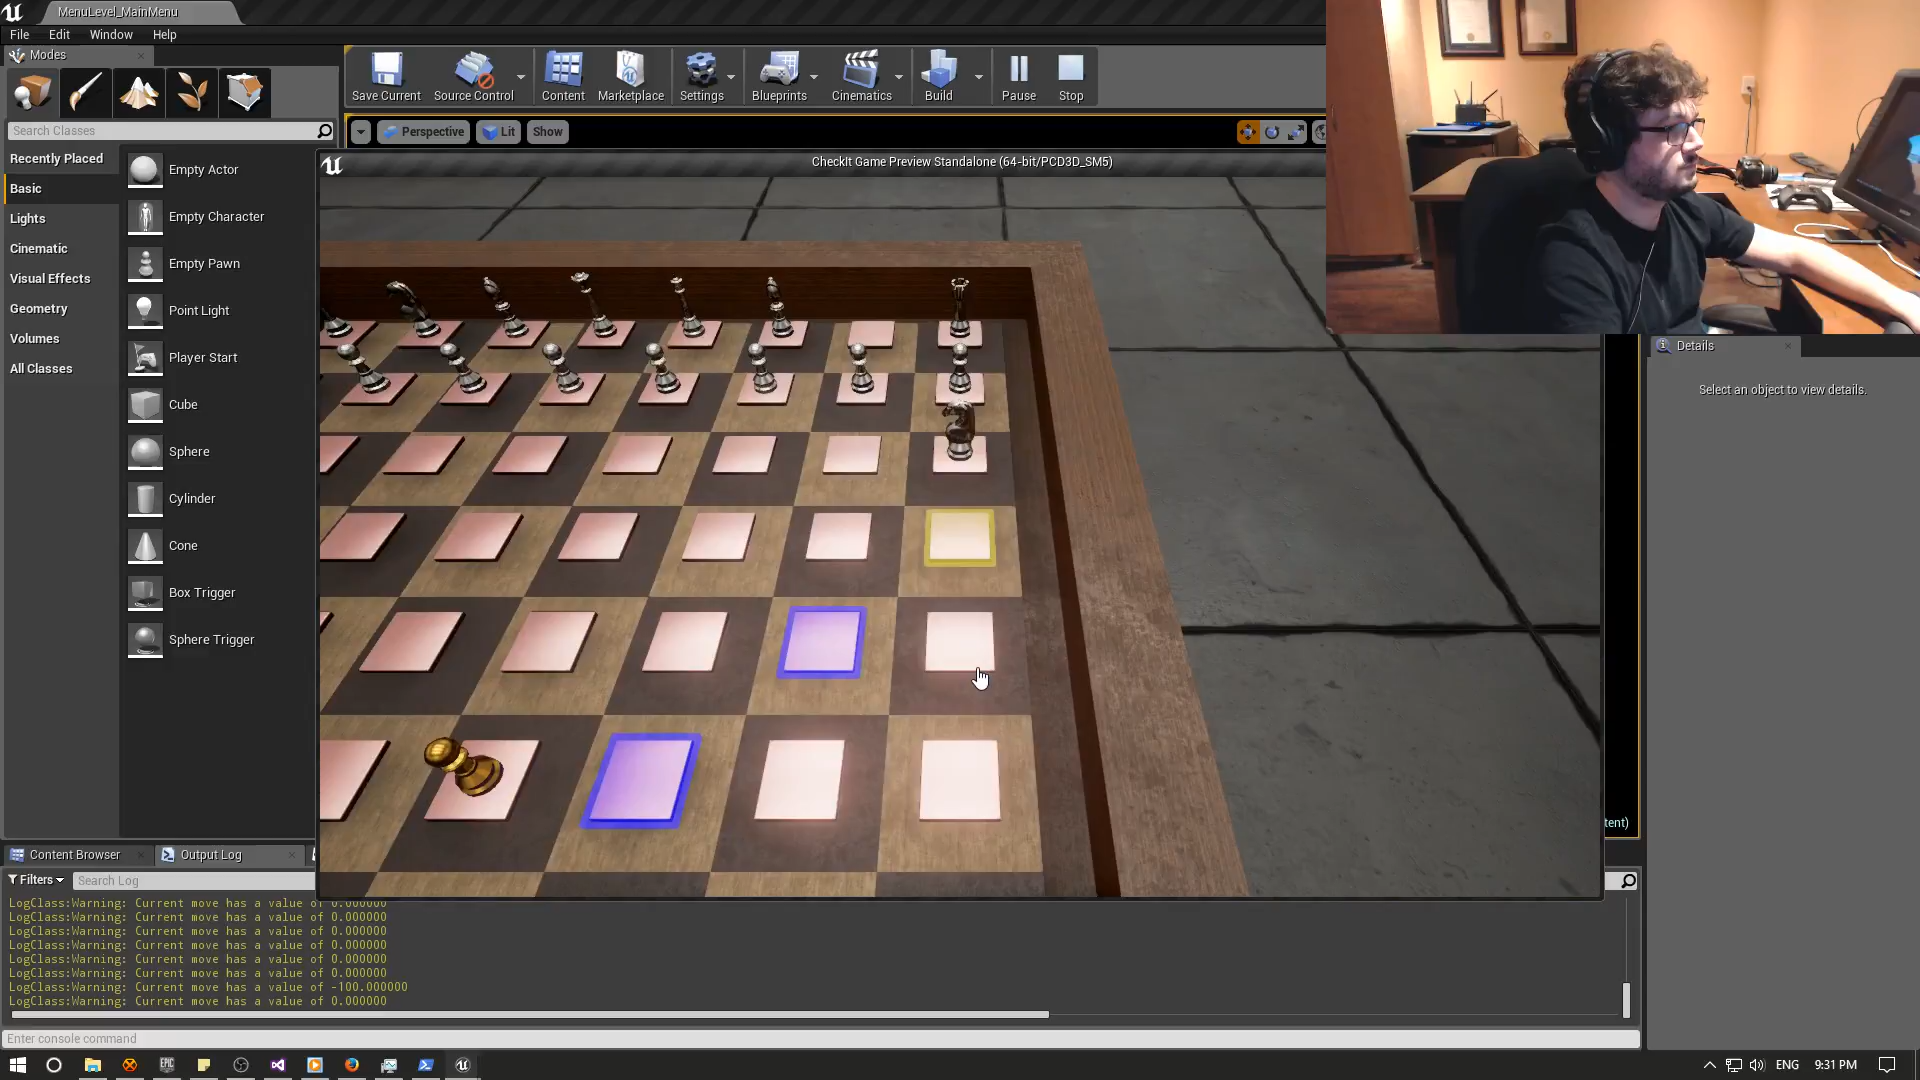 MenuLevel_MainMenu
File Edit Window Help
Modes
Save Current Source Control Content Marketplace Settings Blueprints Cinematics Build Pause Stop
Search Classes
Perspective Lit Show
Recently Placed
Basic
Lights
Cinematic
Visual Effects
Geometry
Volumes
All Classes
Empty Actor
Empty Character
Empty Pawn
Point Light
Player Start
Cube
Sphere
Cylinder
Cone
Box Trigger
Sphere Trigger
CheckIt Game Preview Standalone (64-bit/PCD3D_SM5)
Details
Select an object to view details.
tent)
Content Browser Output Log
Filters Search Log
LogClass:Warning: Current move has a value of 0.000000
LogClass:Warning: Current move has a value of 0.000000
LogClass:Warning: Current move has a value of 0.000000
LogClass:Warning: Current move has a value of 0.000000
LogClass:Warning: Current move has a value of 0.000000
LogClass:Warning: Current move has a value of 0.000000
LogClass:Warning: Current move has a value of -100.000000
LogClass:Warning: Current move has a value of 0.000000
Enter console command
EPIC
ENG 9:31 PM